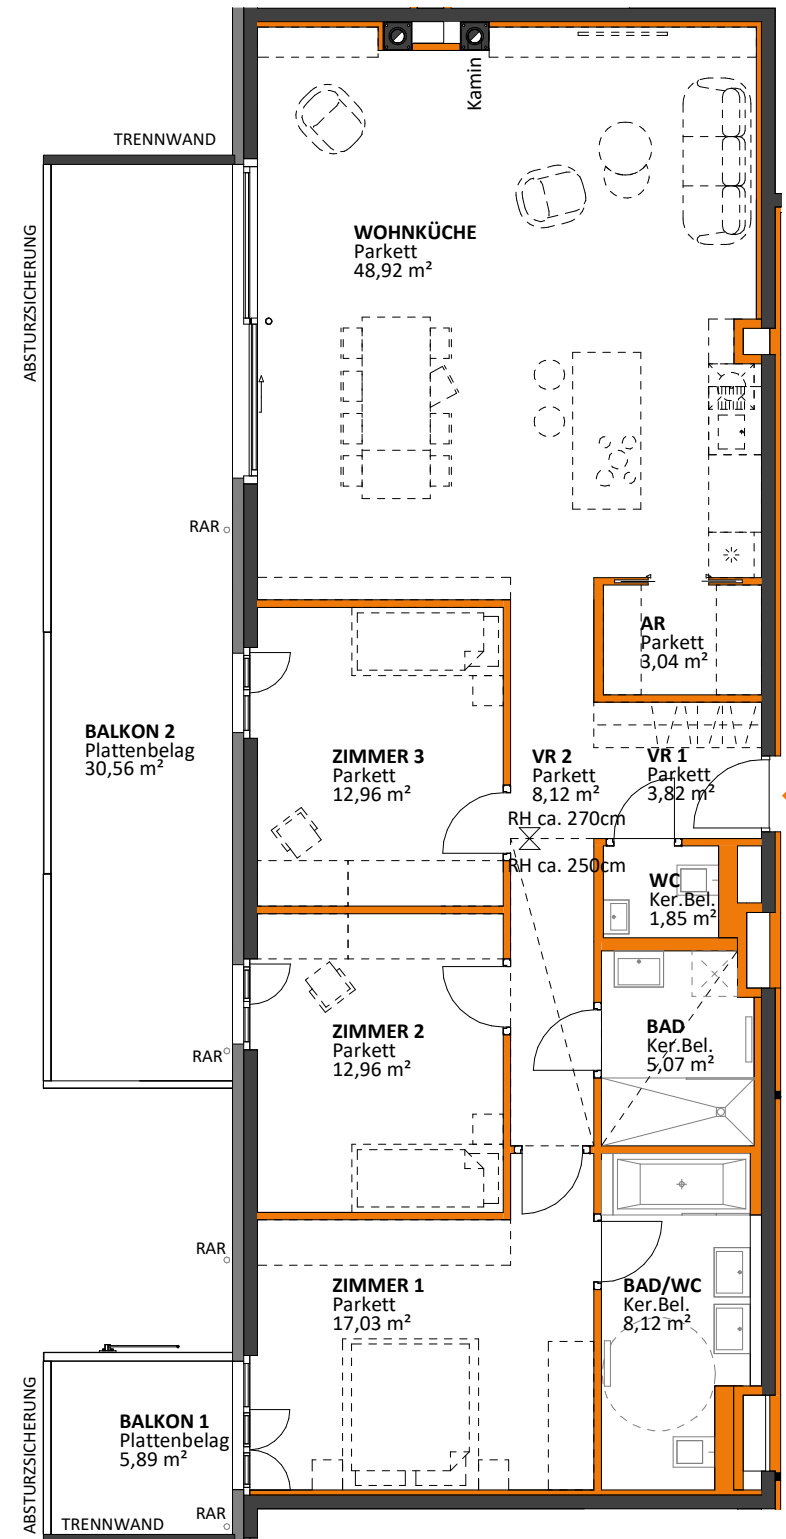 Kamin
TRENNWAND
ABSTURZSICHERUNG
WOHNKÜCHE
Parkett
48,92 m²
RAR
AR
Parkett
3,04 m²
BALKON 2
Plattenbelag
30,56 m²
ZIMMER 3
Parkett
12,96 m²
VR 2
Parkett
8,12 m²
VR 1
Parkett
3,82 m²
RH ca. 270cm
RH ca. 250cm
WC
Ker.Bel.
1,85 m²
ZIMMER 2
Parkett
12,96 m²
BAD
Ker.Bel.
5,07 m²
RAR
RAR
ZIMMER 1
Parkett
17,03 m²
BAD/WC
Ker.Bel.
8,12 m²
ABSTURZSICHERUNG
BALKON 1
Plattenbelag
5,89 m²
RAR
TRENNWAND